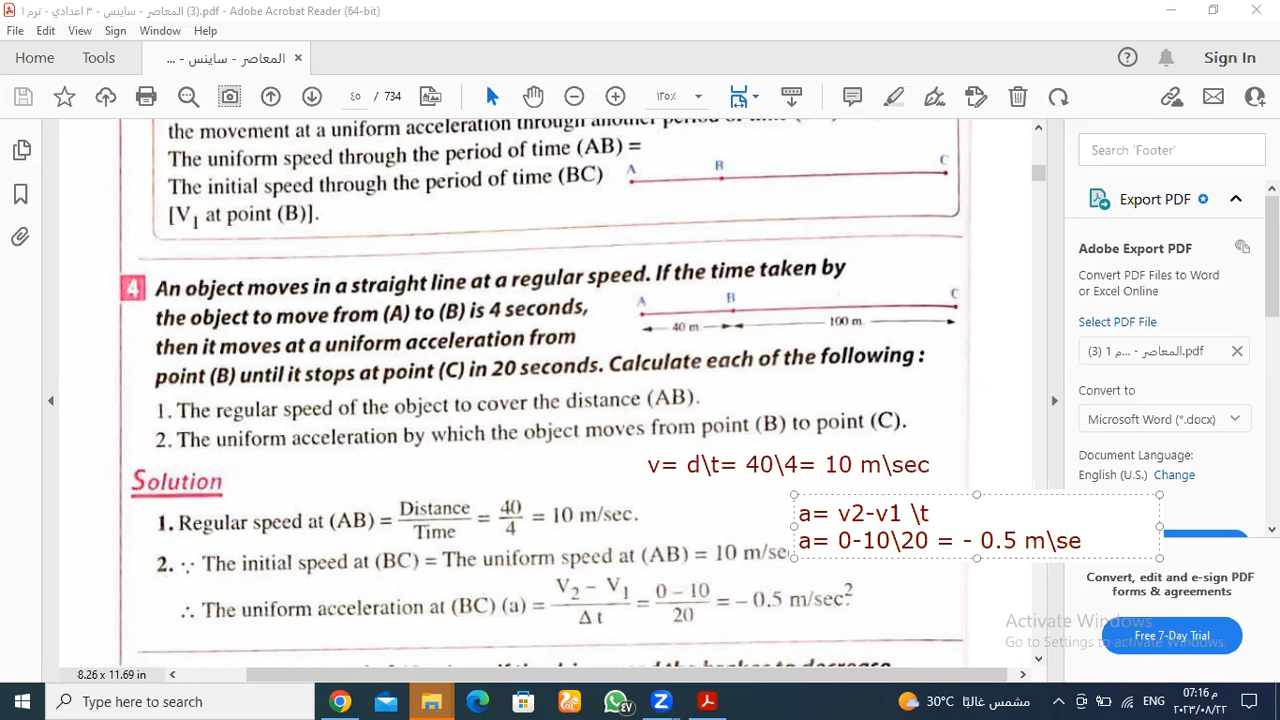 المعاصر - ساينس - ٣ اعدادي - ترم ١ (3).pdf - Adobe Acrobat Reader (64-bit)
File Edit View Sign Window Help
Home Tools المعاصر - ساينس - ... × Sign In
٤٥ / 734 ١٢٥٪
the movement at a uniform acceleration through another period of time
The uniform speed through the period of time (AB) =
The initial speed through the period of time (BC)
[V1 at point (B)].
A B C
4 An object moves in a straight line at a regular speed. If the time taken by
the object to move from (A) to (B) is 4 seconds,
then it moves at a uniform acceleration from
point (B) until it stops at point (C) in 20 seconds. Calculate each of the following :
A B C
40 m 100 m
1. The regular speed of the object to cover the distance (AB).
2. The uniform acceleration by which the object moves from point (B) to point (C).
v= d\t= 40\4= 10 m\sec
Solution
1. Regular speed at (AB) = Distance / Time = 40 / 4 = 10 m/sec.
a= v2-v1 \t
a= 0-10\20 = - 0.5 m\se
2. ∵ The initial speed at (BC) = The uniform speed at (AB) = 10 m/se
∴ The uniform acceleration at (BC) (a) = V2 – V1 / Δ t = 0 – 10 / 20 = – 0.5 m/sec².
8.26 x 11.69 in
Search 'Footer'
Export PDF
Adobe Export PDF
Convert PDF Files to Word
or Excel Online
Select PDF File
المعاصر - ...م 1 (3).pdf
Convert to
Microsoft Word (*.docx)
Document Language:
English (U.S.) Change
Convert, edit and e-sign PDF
forms & agreements
Free 7-Day Trial
Activate Windows
Go to Settings to activate Windows.
Type here to search
٤٧
30°C مشمس غالبًا
ENG
07:16 م
٢٠٢٣/٠٨/٢٢